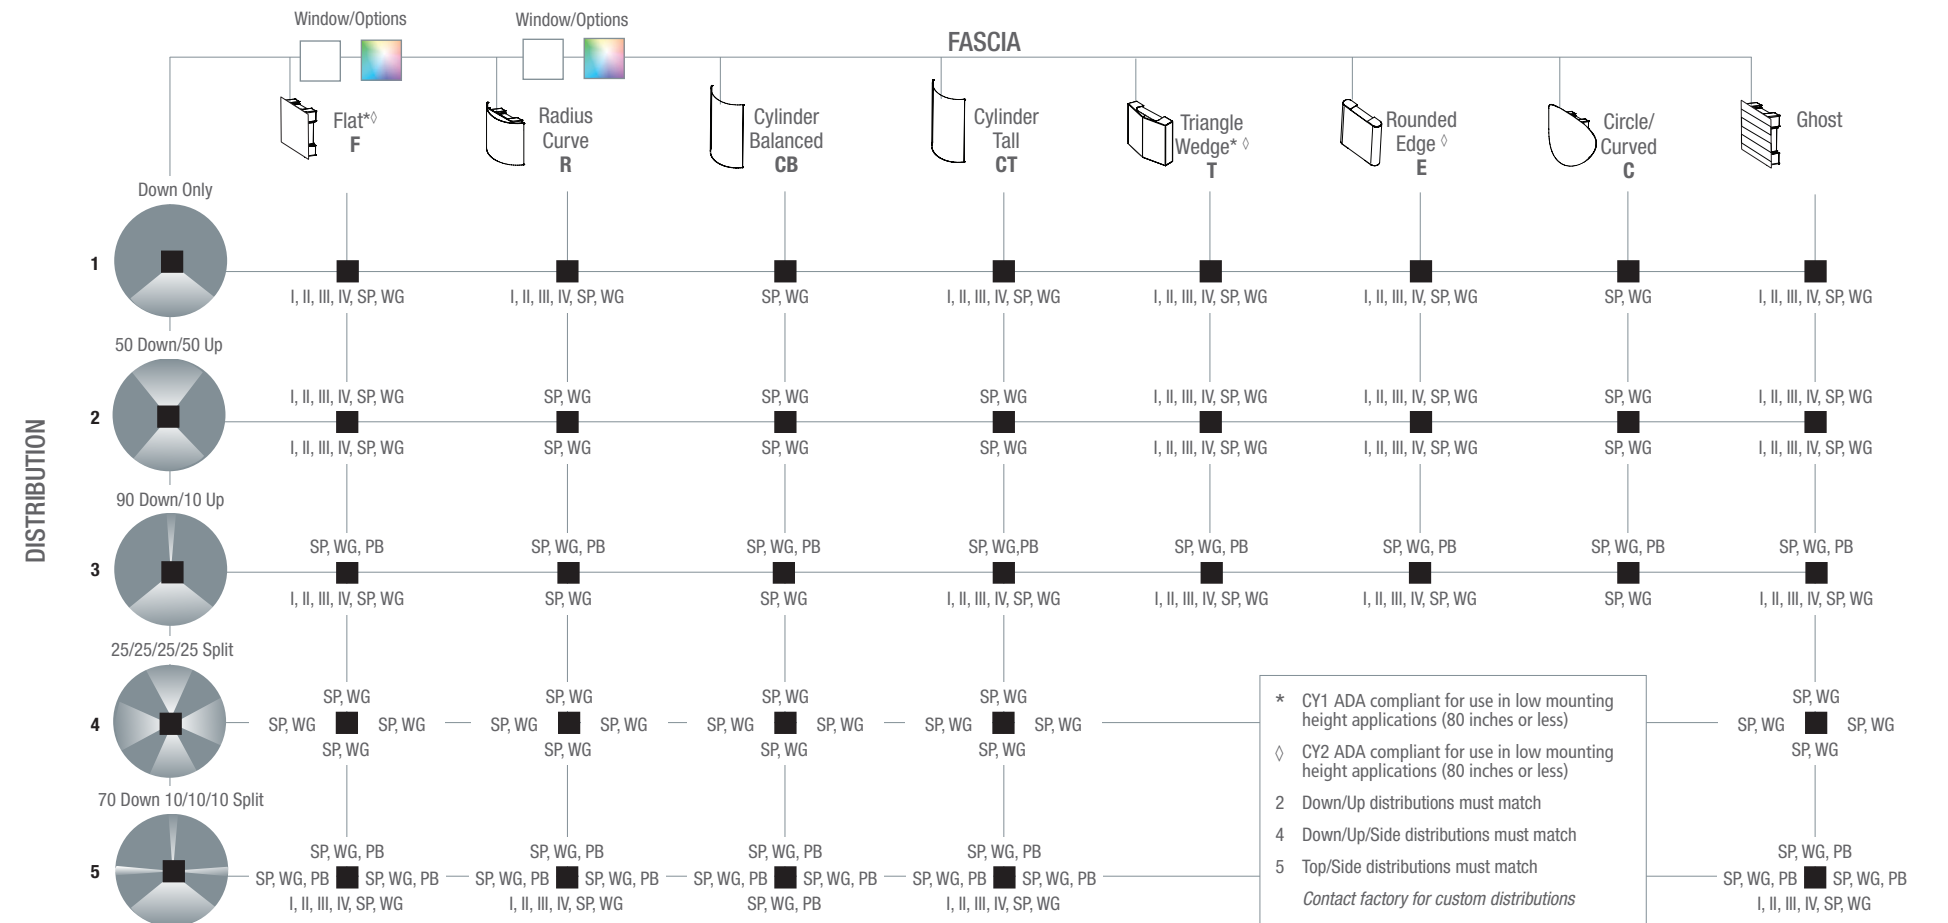 Window/Options Window/Options
FASCIA
Flat*◊
F
Radius
Curve
R
Cylinder
Balanced
CB
Cylinder
Tall
CT
Triangle
Wedge* ◊
T
Rounded
Edge ◊
E
Circle/
Curved
C
Ghost
DISTRIBUTION
Down Only
1
I, II, III, IV, SP, WG I, II, III, IV, SP, WG SP, WG I, II, III, IV, SP, WG I, II, III, IV, SP, WG I, II, III, IV, SP, WG SP, WG I, II, III, IV, SP, WG
50 Down/50 Up
I, II, III, IV, SP, WG SP, WG SP, WG SP, WG I, II, III, IV, SP, WG I, II, III, IV, SP, WG SP, WG I, II, III, IV, SP, WG
2
I, II, III, IV, SP, WG SP, WG SP, WG SP, WG I, II, III, IV, SP, WG I, II, III, IV, SP, WG SP, WG I, II, III, IV, SP, WG
90 Down/10 Up
SP, WG, PB SP, WG, PB SP, WG, PB SP, WG,PB SP, WG, PB SP, WG, PB SP, WG, PB SP, WG, PB
3
I, II, III, IV, SP, WG SP, WG SP, WG I, II, III, IV, SP, WG I, II, III, IV, SP, WG I, II, III, IV, SP, WG SP, WG I, II, III, IV, SP, WG
25/25/25/25 Split
SP, WG SP, WG SP, WG SP, WG SP, WG
4 SP, WG SP, WG SP, WG SP, WG SP, WG SP, WG SP, WG SP, WG SP, WG SP, WG
SP, WG SP, WG SP, WG SP, WG SP, WG
70 Down 10/10/10 Split
SP, WG, PB SP, WG, PB SP, WG, PB SP, WG, PB SP, WG, PB
5 SP, WG, PB SP, WG, PB SP, WG, PB SP, WG, PB SP, WG, PB SP, WG, PB SP, WG, PB SP, WG, PB SP, WG, PB SP, WG, PB
I, II, III, IV, SP, WG I, II, III, IV, SP, WG SP, WG, PB I, II, III, IV, SP, WG I, II, III, IV, SP, WG
* CY1 ADA compliant for use in low mounting
height applications (80 inches or less)
◊ CY2 ADA compliant for use in low mounting
height applications (80 inches or less)
2 Down/Up distributions must match
4 Down/Up/Side distributions must match
5 Top/Side distributions must match
Contact factory for custom distributions